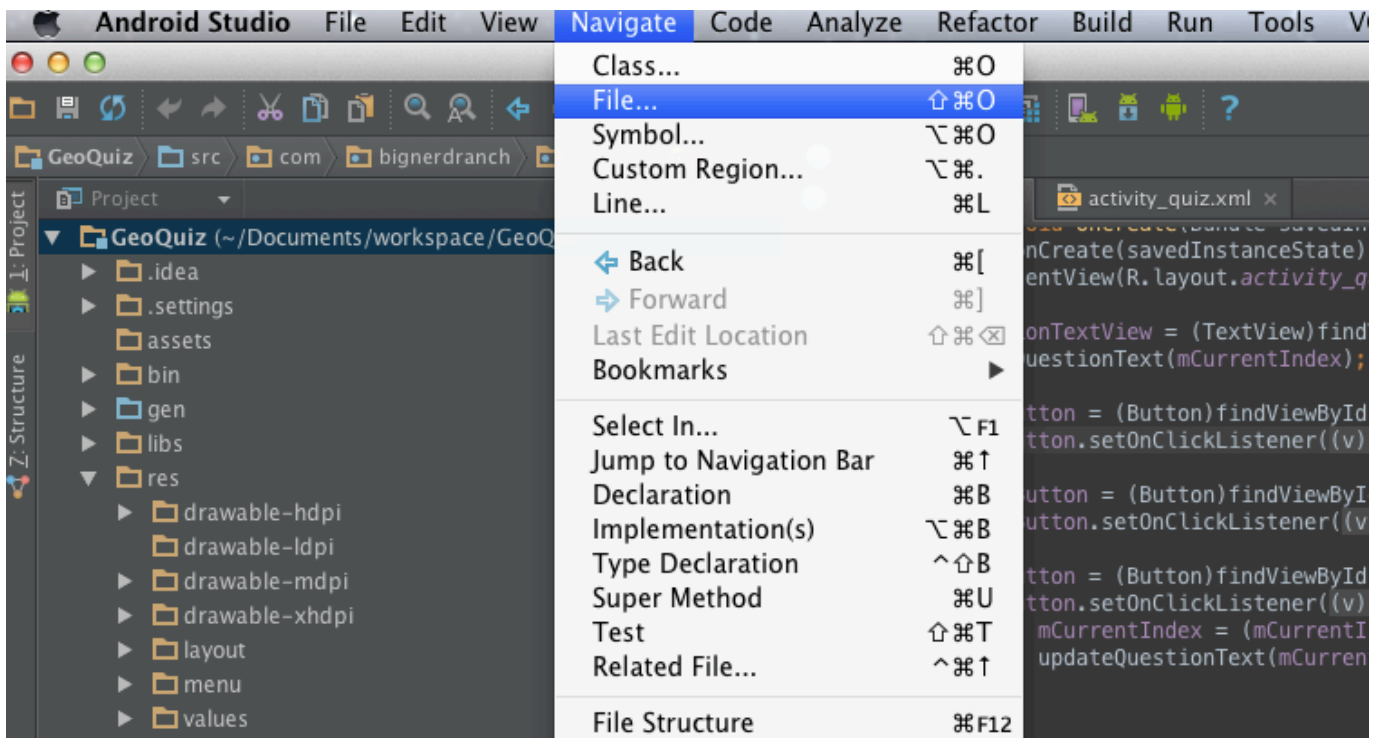 Android Studio File Edit View Navigate Code Analyze Refactor Build Run Tools
Class... ⌘O
File... ⇧⌘O
Symbol... ⌥⌘O
Custom Region... ⌥⌘.
Line... ⌘L
Back ⌘[
Forward ⌘]
Last Edit Location ⇧⌘⌫
Bookmarks ▶
Select In... ⌥F1
Jump to Navigation Bar ⌘↑
Declaration ⌘B
Implementation(s) ⌥⌘B
Type Declaration ^⇧B
Super Method ⌘U
Test ⇧⌘T
Related File... ^⌘↑
File Structure ⌘F12
GeoQuiz src com bignerdranch
1: Project
Z: Structure
Project
GeoQuiz (~/Documents/workspace/GeoQ
.idea
.settings
assets
bin
gen
libs
res
drawable-hdpi
drawable-ldpi
drawable-mdpi
drawable-xhdpi
layout
menu
values
activity_quiz.xml
nCreate(savedInstanceState)
entView(R.layout.activity_q
onTextView = (TextView)find
uestionText(mCurrentIndex);
tton = (Button)findViewById
tton.setOnClickListener((v)
utton = (Button)findViewByI
utton.setOnClickListener((v
tton = (Button)findViewById
tton.setOnClickListener((v)
mCurrentIndex = (mCurrentI
updateQuestionText(mCurren